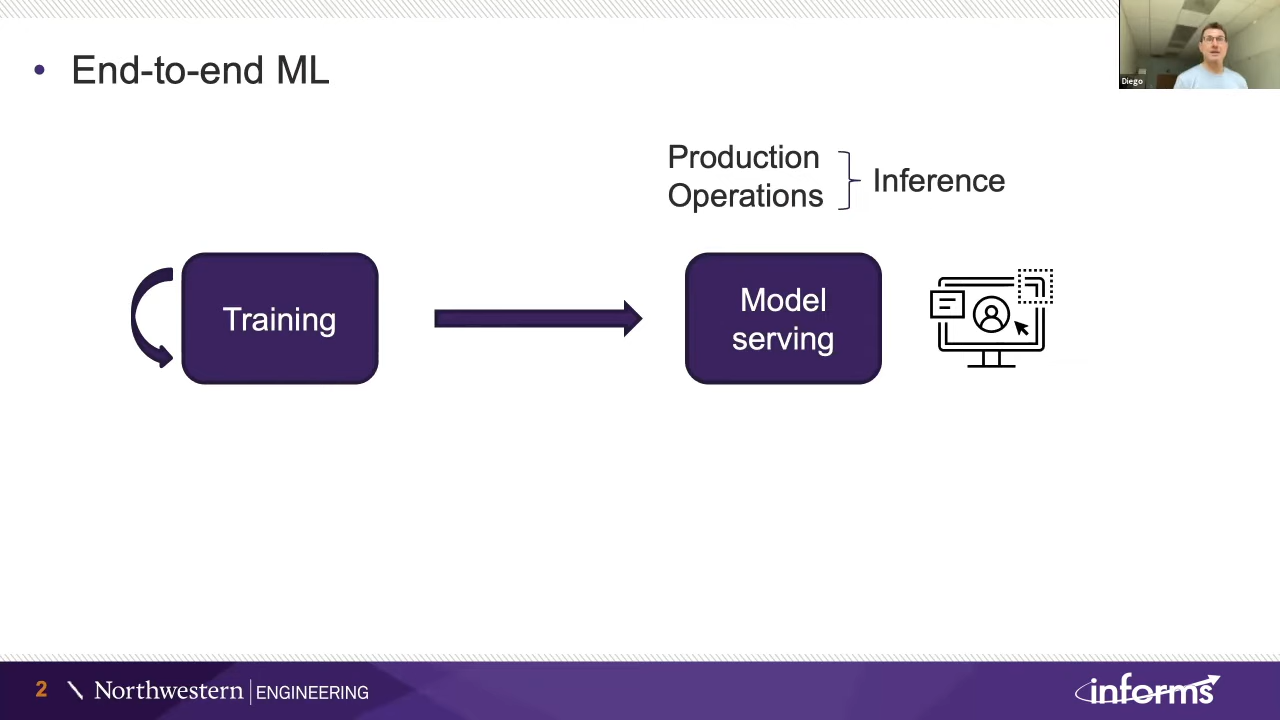 • End-to-end ML
Diego
Production
Operations
Inference
Training
Model
serving
2
Northwestern | ENGINEERING
informs